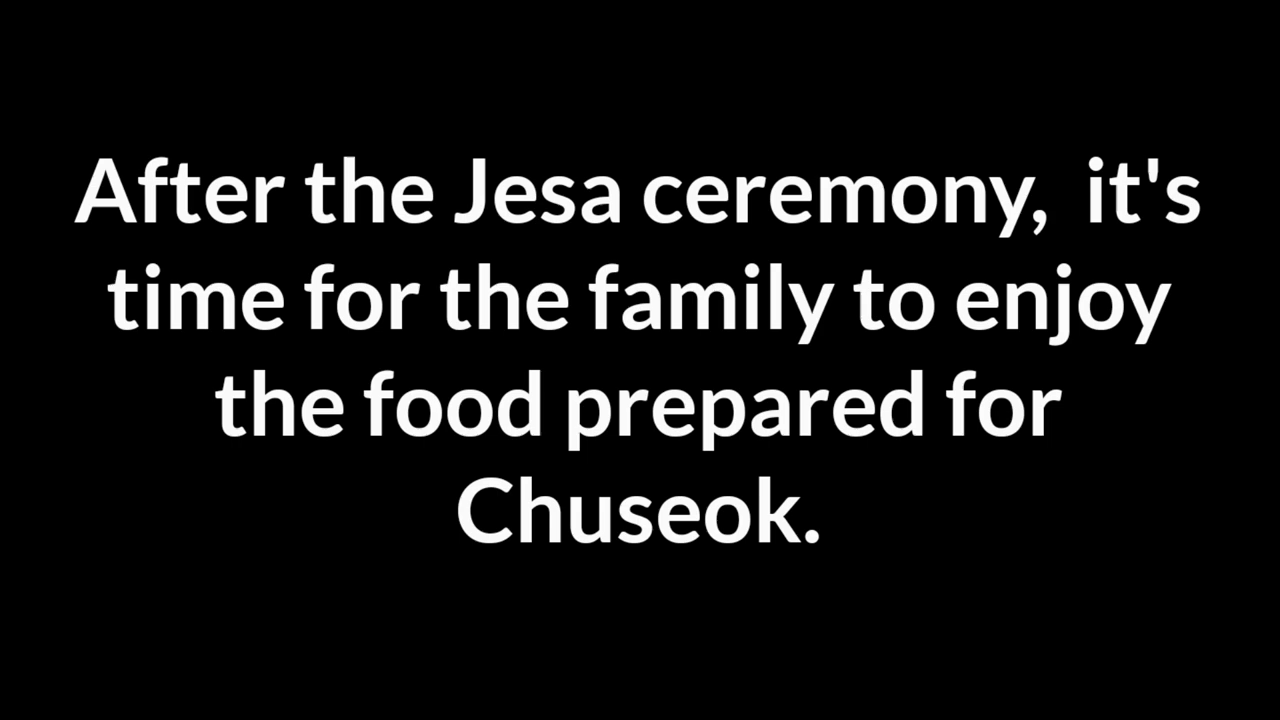 After the Jesa ceremony,  it's
time for the family to enjoy
the food prepared for
Chuseok.